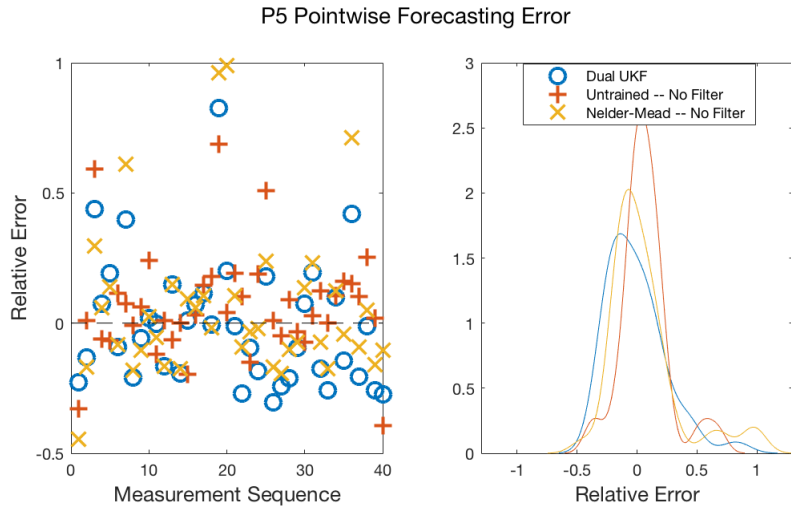 P5 Pointwise Forecasting Error
1
0.5
0
-0.5
Relative Error
0 10 20 30 40
Measurement Sequence
3
2.5
2
1.5
1
0.5
0
Dual UKF
Untrained -- No Filter
Nelder-Mead -- No Filter
-1 -0.5 0 0.5 1
Relative Error